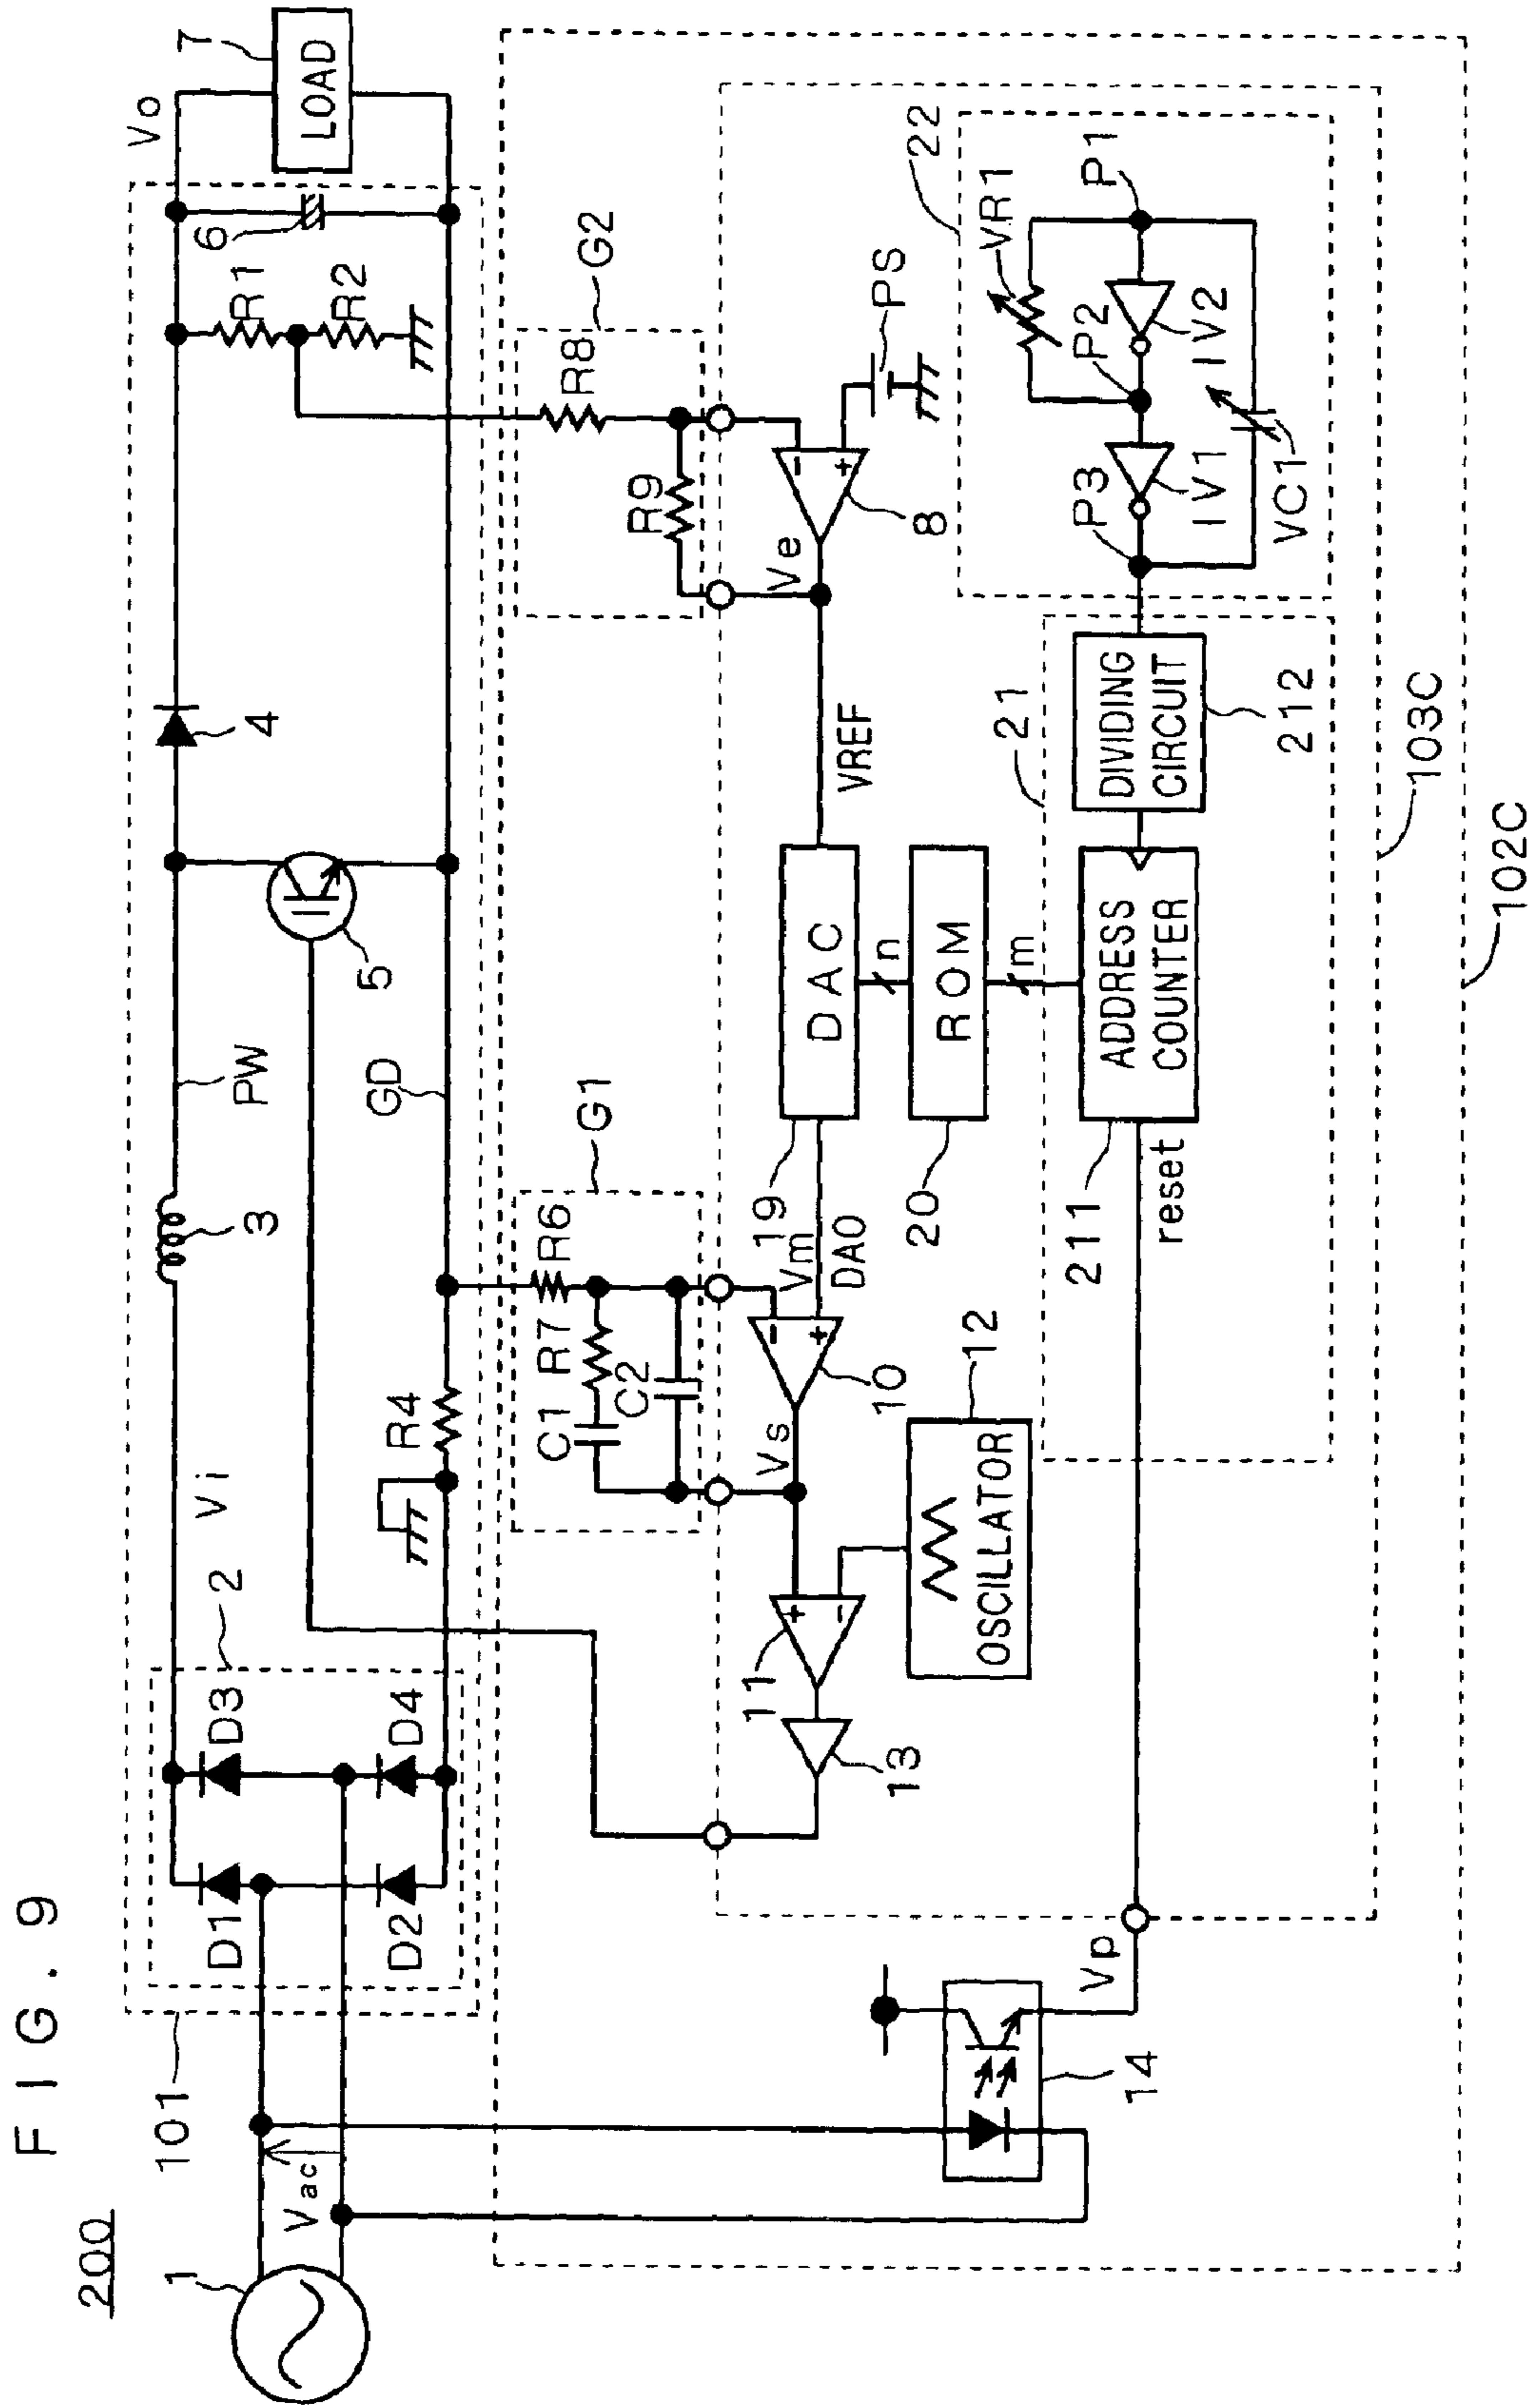 FIG. 9
200
1
Vac
101
2
D1
D2
D3
D4
Vi
3
PW
GD
R4
5
4
R1
R2
6
Vo
7
LOAD
G1
R6
R7
C1
C2
G2
R8
R9
PS
8
Ve
VREF
DAC
19
n
ROM
20
m
Vm
DAO
10
Vs
12
OSCILLATOR
11
13
14
Vp
reset
21
211
ADDRESS
COUNTER
212
DIVIDING
CIRCUIT
22
VR1
P1
P2
P3
IV1
IV2
VC1
103C
102C
+
−
+
−
+
−